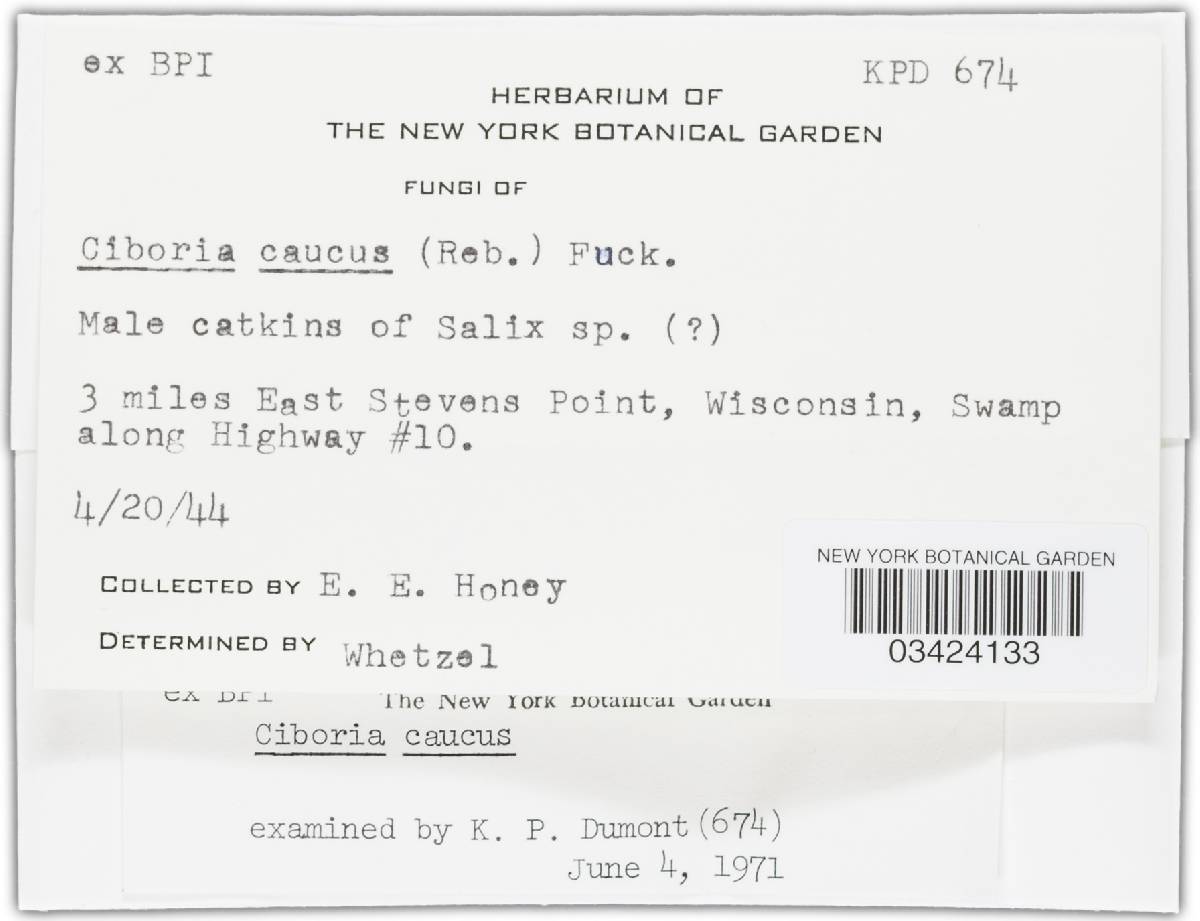 ex BPI
KPD 674
HERBARIUM OF
THE NEW YORK BOTANICAL GARDEN
FUNGI OF
Ciboria caucus (Reb.) Fuck.
Male catkins of Salix sp. (?)
3 miles East Stevens Point, Wisconsin, Swamp
along Highway #10.
4/20/44
COLLECTED BY E. E. Honey
DETERMINED BY Whetzel
NEW YORK BOTANICAL GARDEN
03424133
ex BPI The New York Botanical Garden
Ciboria caucus
examined by K. P. Dumont (674)
June 4, 1971